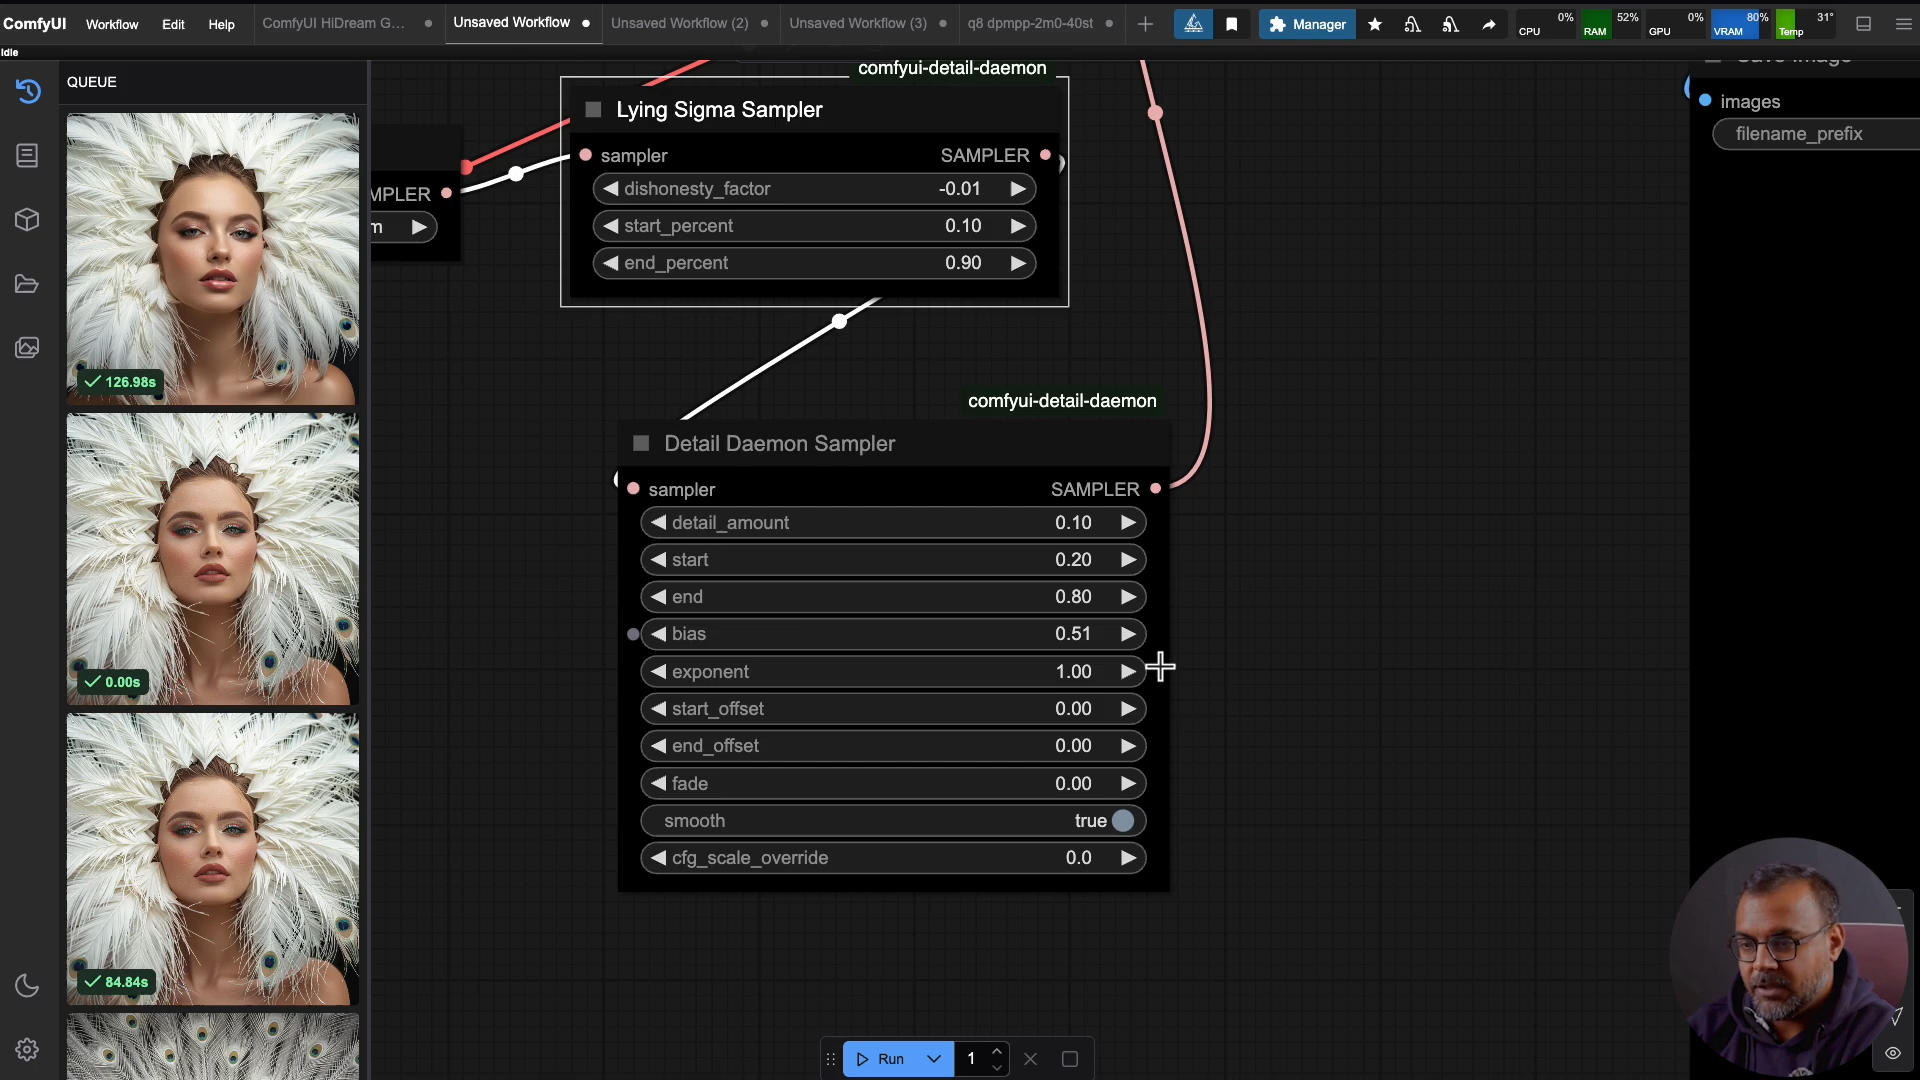 ComfyUI Workflow Edit Help ComfyUI HiDream G... Unsaved Workflow Unsaved Workflow (2) Unsaved Workflow (3) q8 dpmpp-2m0-40st Manager CPU 0% RAM 52% GPU 0% VRAM 80% Temp 31°
Idle
QUEUE
126.98s
0.00s
84.84s
MPLER
m
comfyui-detail-daemon
Lying Sigma Sampler
sampler SAMPLER
dishonesty_factor -0.01
start_percent 0.10
end_percent 0.90
comfyui-detail-daemon
Detail Daemon Sampler
sampler SAMPLER
detail_amount 0.10
start 0.20
end 0.80
bias 0.51
exponent 1.00
start_offset 0.00
end_offset 0.00
fade 0.00
smooth true
cfg_scale_override 0.0
Save Image
images
filename_prefix
Run 1